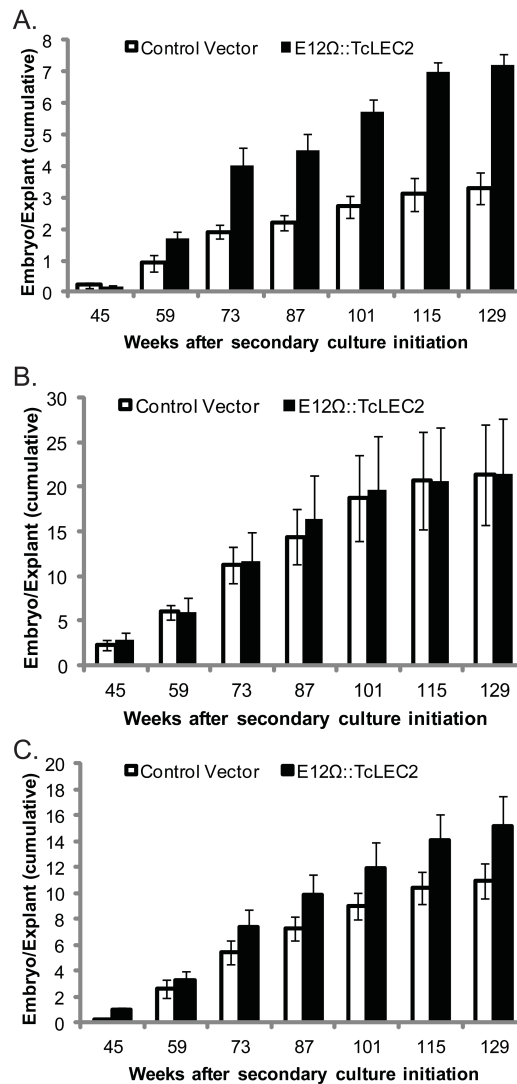 A.
Control Vector E12Ω::TcLEC2
Embryo/Explant (cumulative)
8
7
6
5
4
3
2
1
0
45 59 73 87 101 115 129
Weeks after secondary culture initiation
B.
Control Vector E12Ω::TcLEC2
Embryo/Explant (cumulative)
30
25
20
15
10
5
0
45 59 73 87 101 115 129
Weeks after secondary culture initiation
C.
Control Vector E12Ω::TcLEC2
Embryo/Explant (cumulative)
20
18
16
14
12
10
8
6
4
2
0
45 59 73 87 101 115 129
Weeks after secondary culture initiation